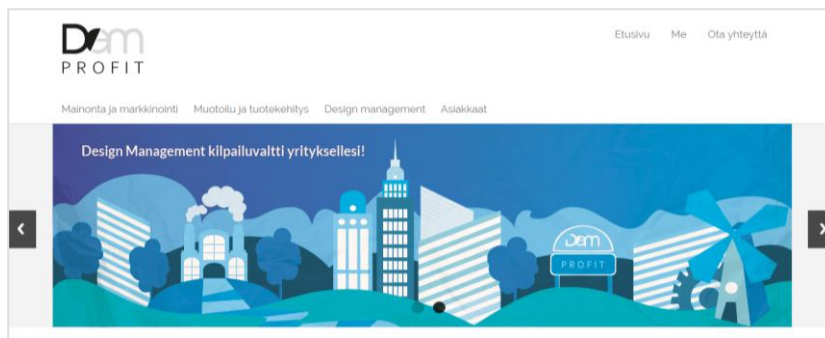 Dem
PROFIT
Etusivu Me Ota yhteyttä
Mainonta ja markkinointi Muotoilu ja tuotekehitys Design management Asiakkaat
Design Management kilpailuvaltti yrityksellesi!
Dem
PROFIT